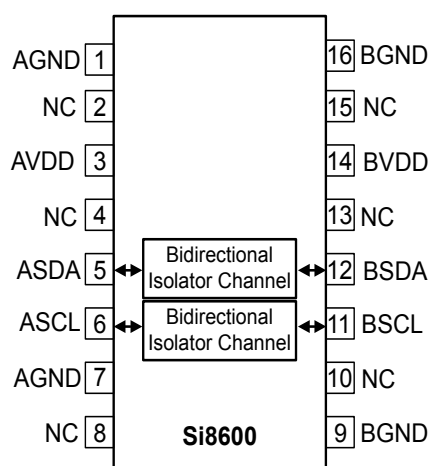 AGND 1 16 BGND
NC 2 15 NC
AVDD 3 14 BVDD
NC 4 13 NC
Bidirectional
Isolator Channel
ASDA 5 12 BSDA
Bidirectional
Isolator Channel
ASCL 6 11 BSCL
AGND 7 10 NC
NC 8 Si8600 9 BGND